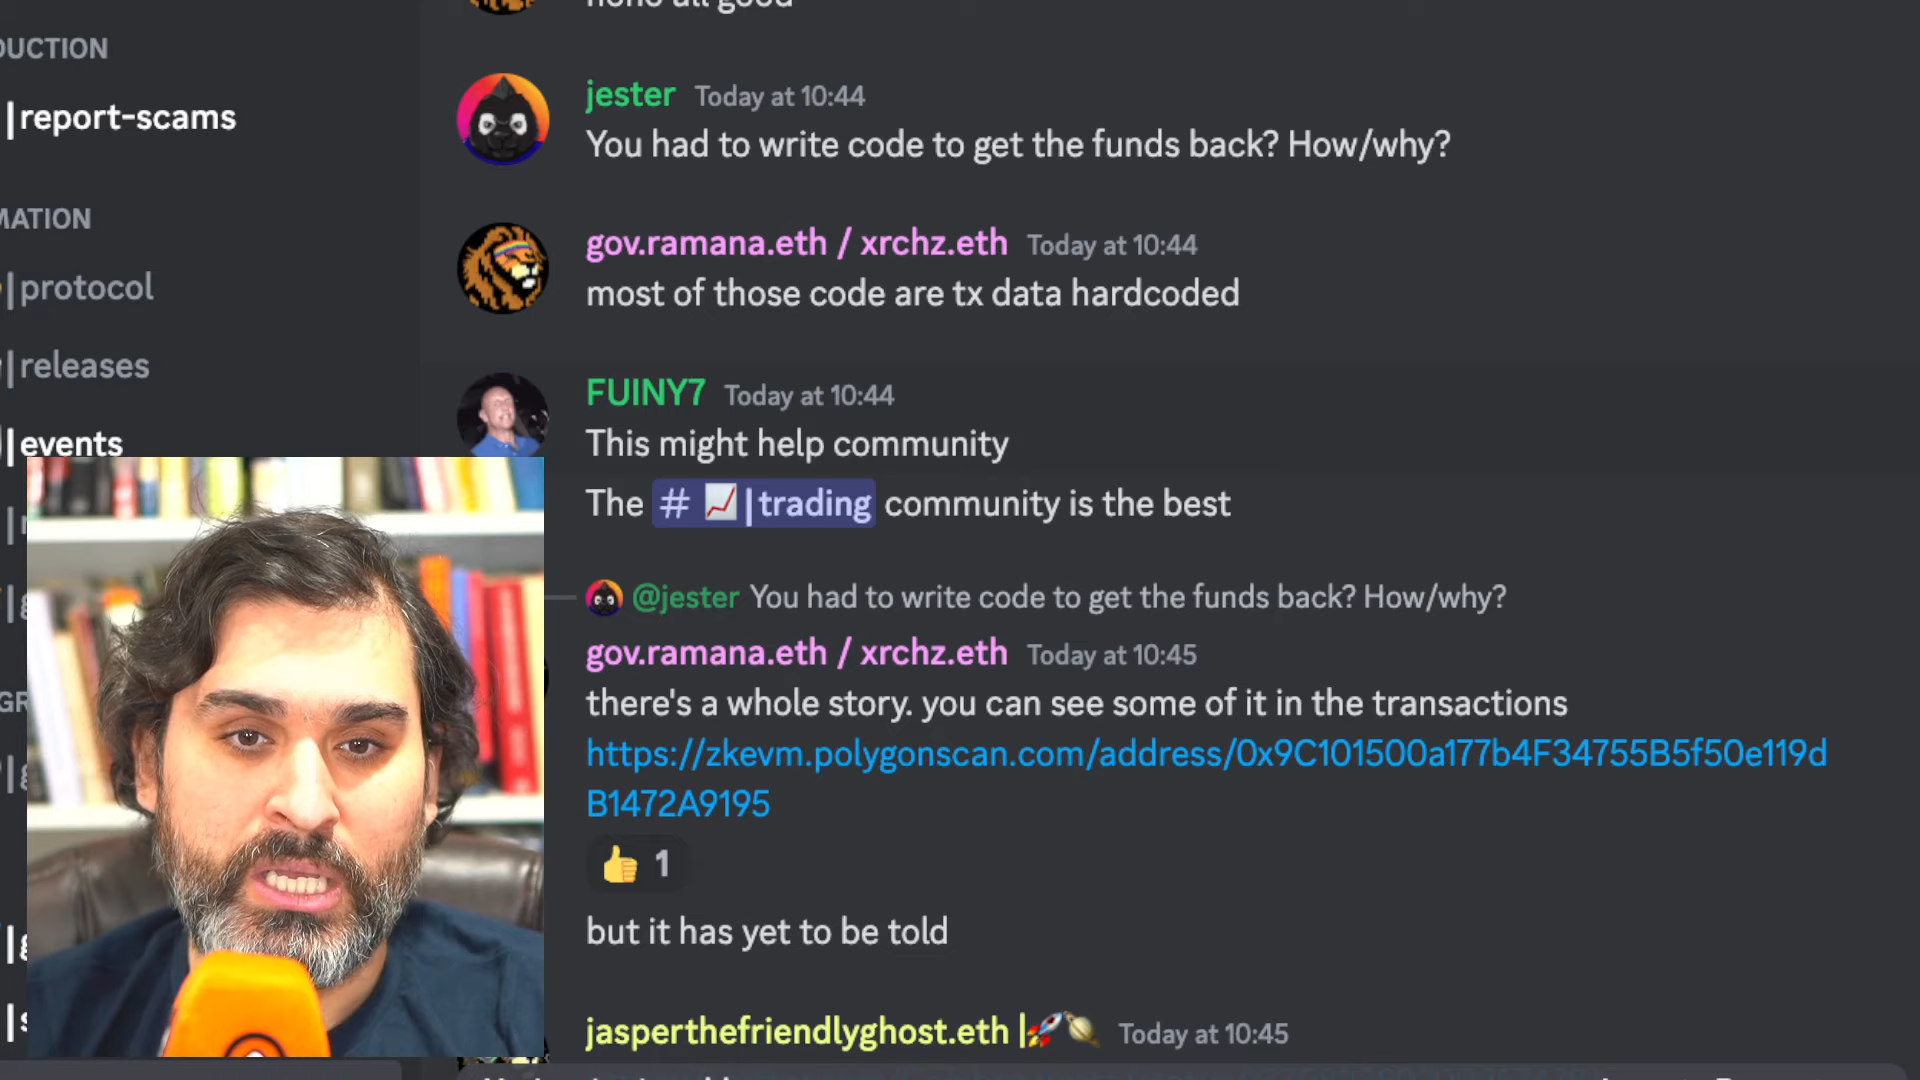 none all good
DUCTION
|report-scams
MATION
|protocol
|releases
|events
jester Today at 10:44
You had to write code to get the funds back? How/why?
gov.ramana.eth / xrchz.eth Today at 10:44
most of those code are tx data hardcoded
FUINY7 Today at 10:44
This might help community
The # 📈|trading community is the best
@jester You had to write code to get the funds back? How/why?
gov.ramana.eth / xrchz.eth Today at 10:45
there's a whole story. you can see some of it in the transactions
https://zkevm.polygonscan.com/address/0x9C101500a177b4F34755B5f50e119d
B1472A9195
👍 1
but it has yet to be told
jasperthefriendlyghost.eth |🚀🪐 Today at 10:45